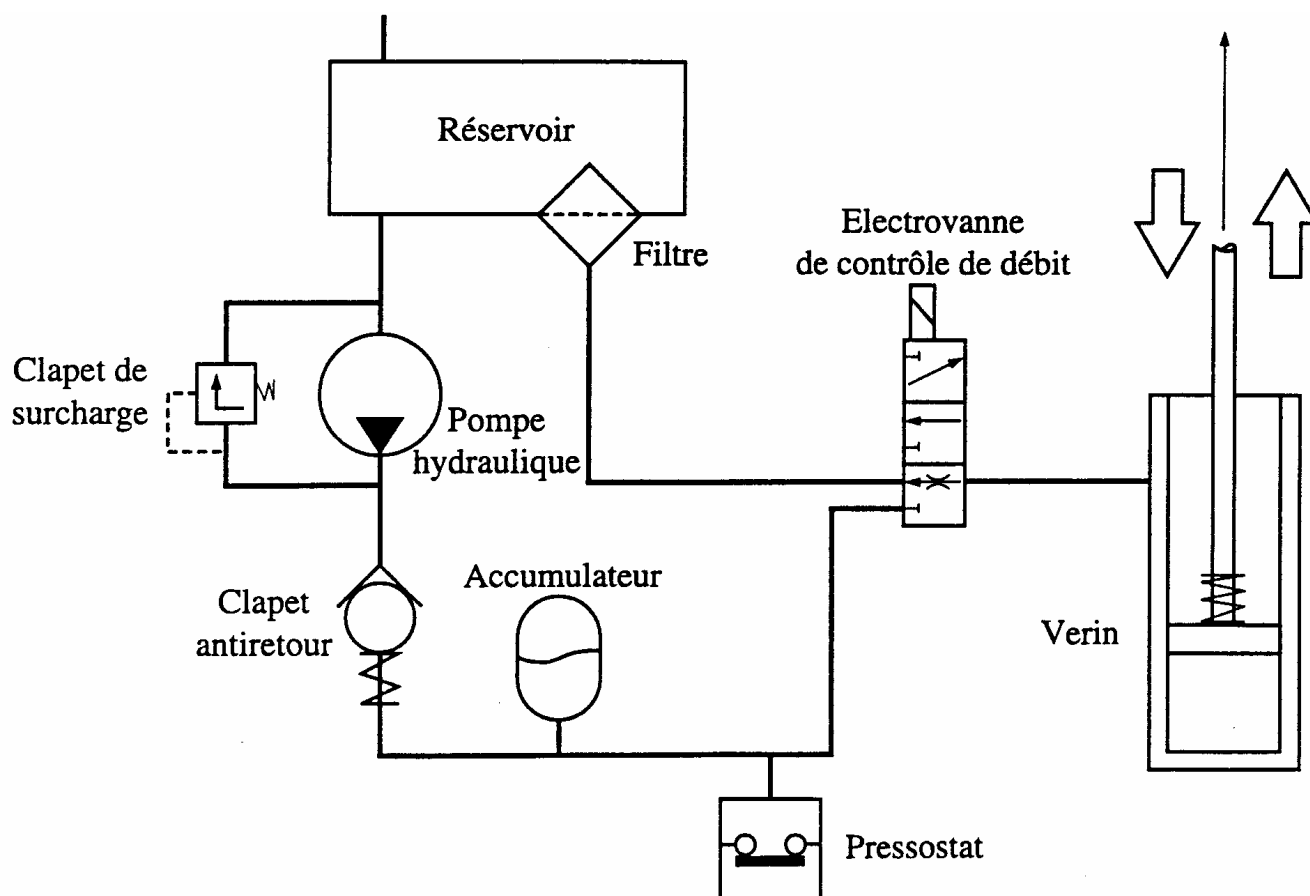 Réservoir
Filtre
Electrovanne
de contrôle de débit
Clapet de
surcharge
Pompe
hydraulique
Accumulateur
Clapet
antiretour
Verin
Pressostat